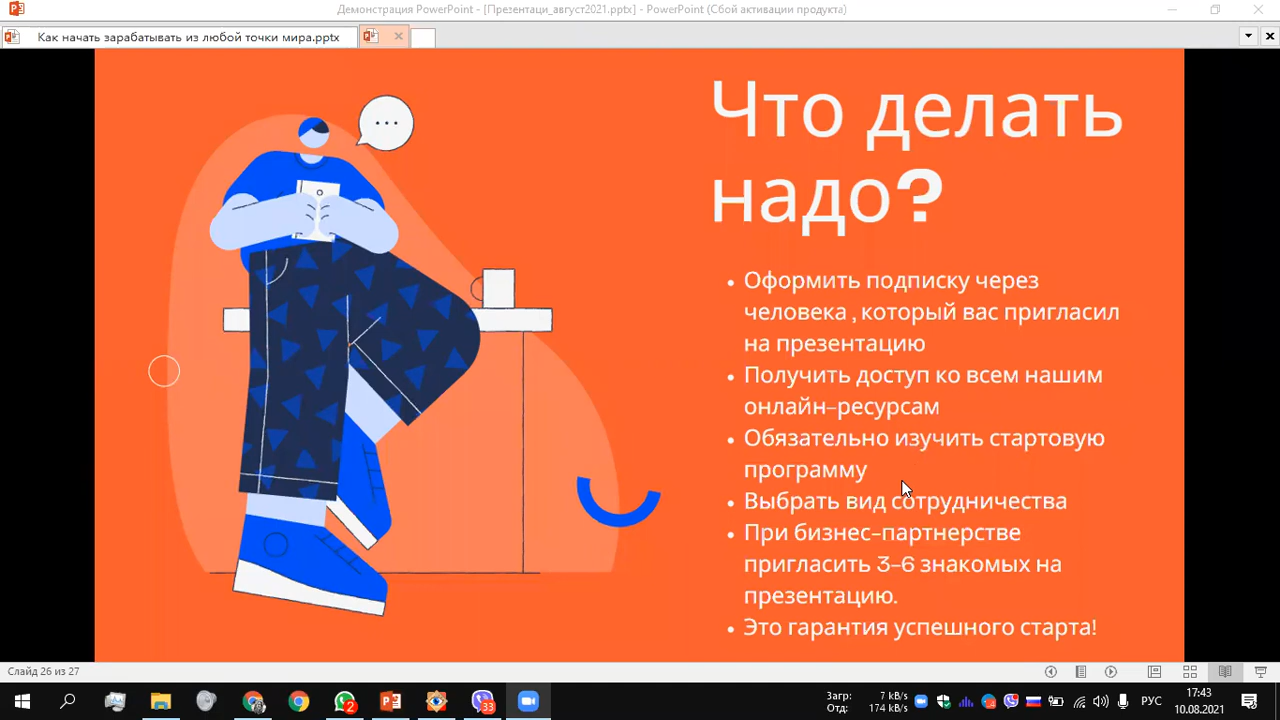 Демонстрация PowerPoint - [Презентаци_август2021.pptx] - PowerPoint (Сбой активации продукта)
Как начать зарабатывать из любой точки мира.pptx
Что делать
надо?
• Оформить подписку через
человека , который вас пригласил
на презентацию
• Получить доступ ко всем нашим
онлайн-ресурсам
• Обязательно изучить стартовую
программу
• Выбрать вид сотрудничества
• При бизнес-партнерстве
пригласить 3-6 знакомых на
презентацию.
• Это гарантия успешного старта!
Слайд 26 из 27
2
33
Загр: 7 kB/s
Отд: 174 kB/s
РУС
17:43
10.08.2021